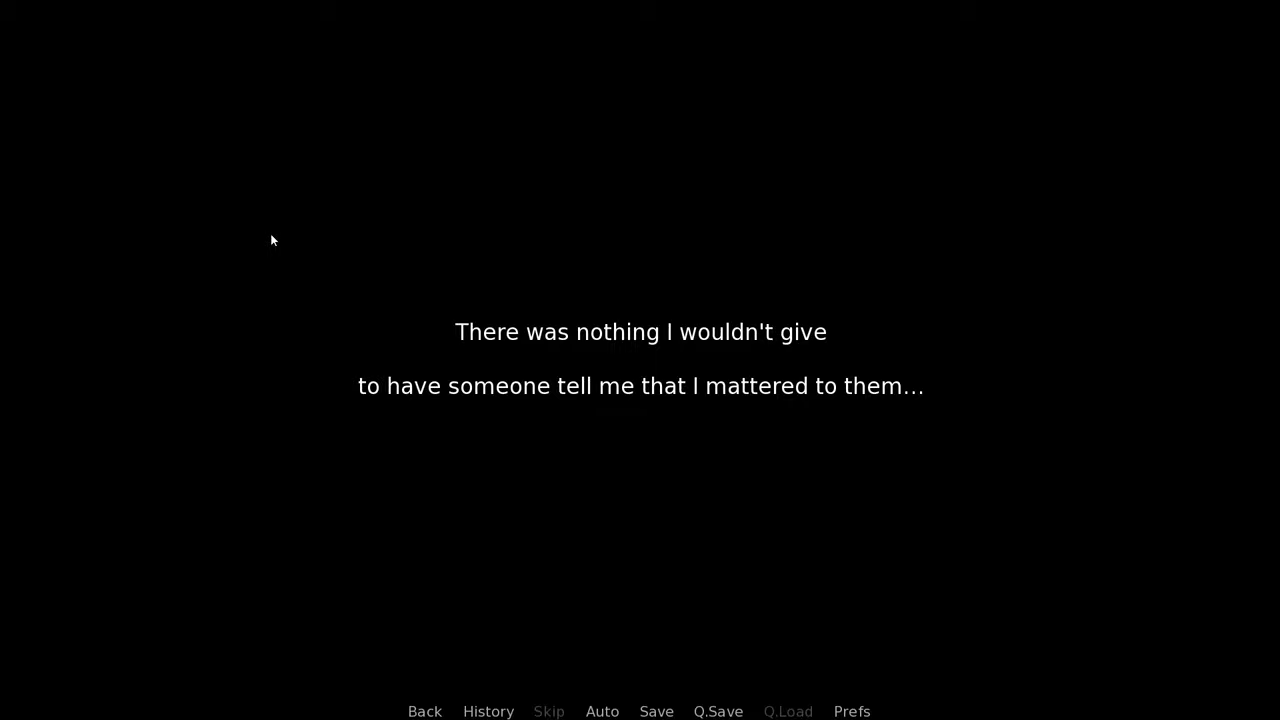 There was nothing I wouldn't give
to have someone tell me that I mattered to them...
Back History Skip Auto Save Q.Save Q.Load Prefs